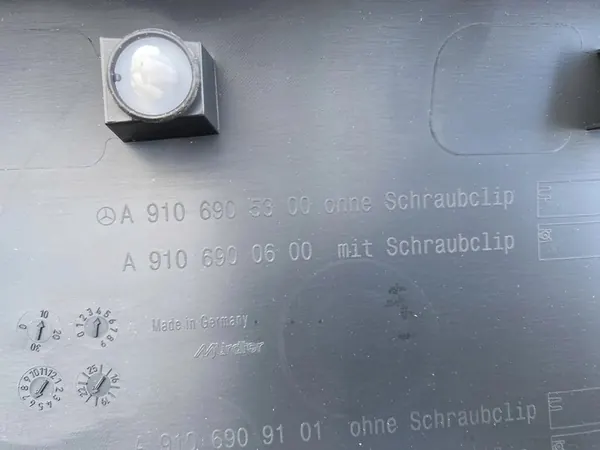 A 910 690 53 00 ohne Schraubclip
A 910 690 06 00 mit Schraubclip
Made in Germany
A 910 690 91 01 ohne Schraubclip